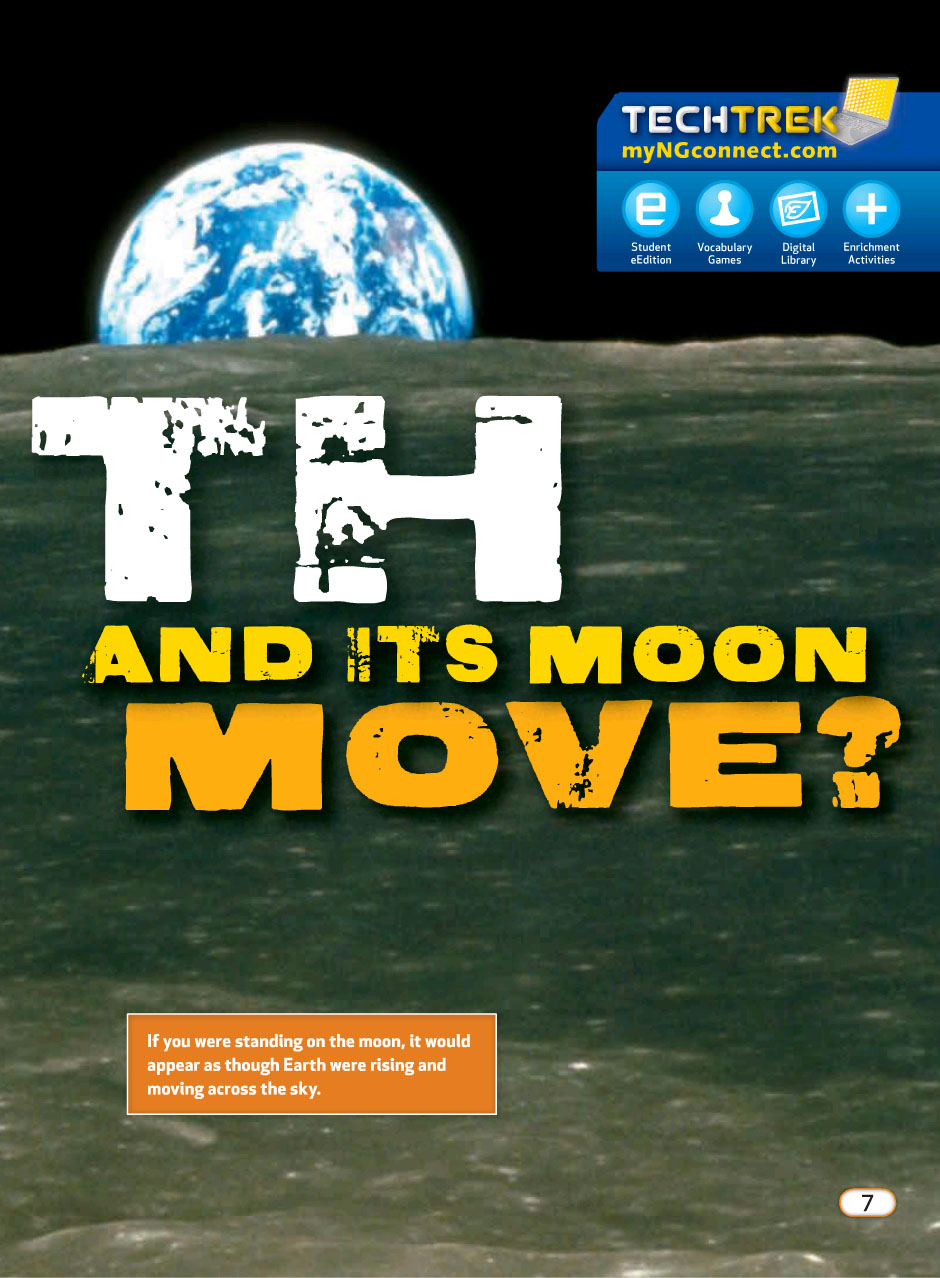 TECHTREK
myNGconnect.com
Student
eEdition
Vocabulary
Games
Digital
Library
Enrichment
Activities
TH
AND ITS MOON
MOVE?
If you were standing on the moon, it would
appear as though Earth were rising and
moving across the sky.
7